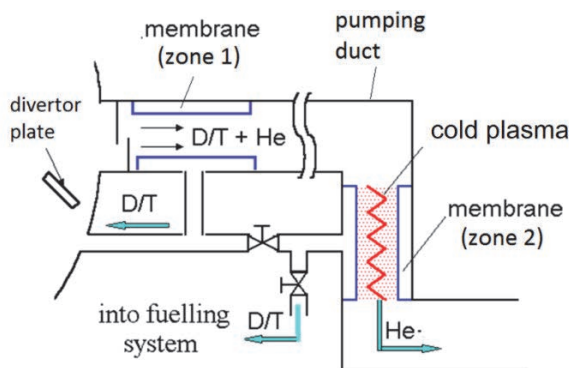 membrane
(zone 1)
pumping
duct
divertor
plate
D/T + He
cold plasma
D/T
membrane
(zone 2)
into fuelling
system
D/T
He·